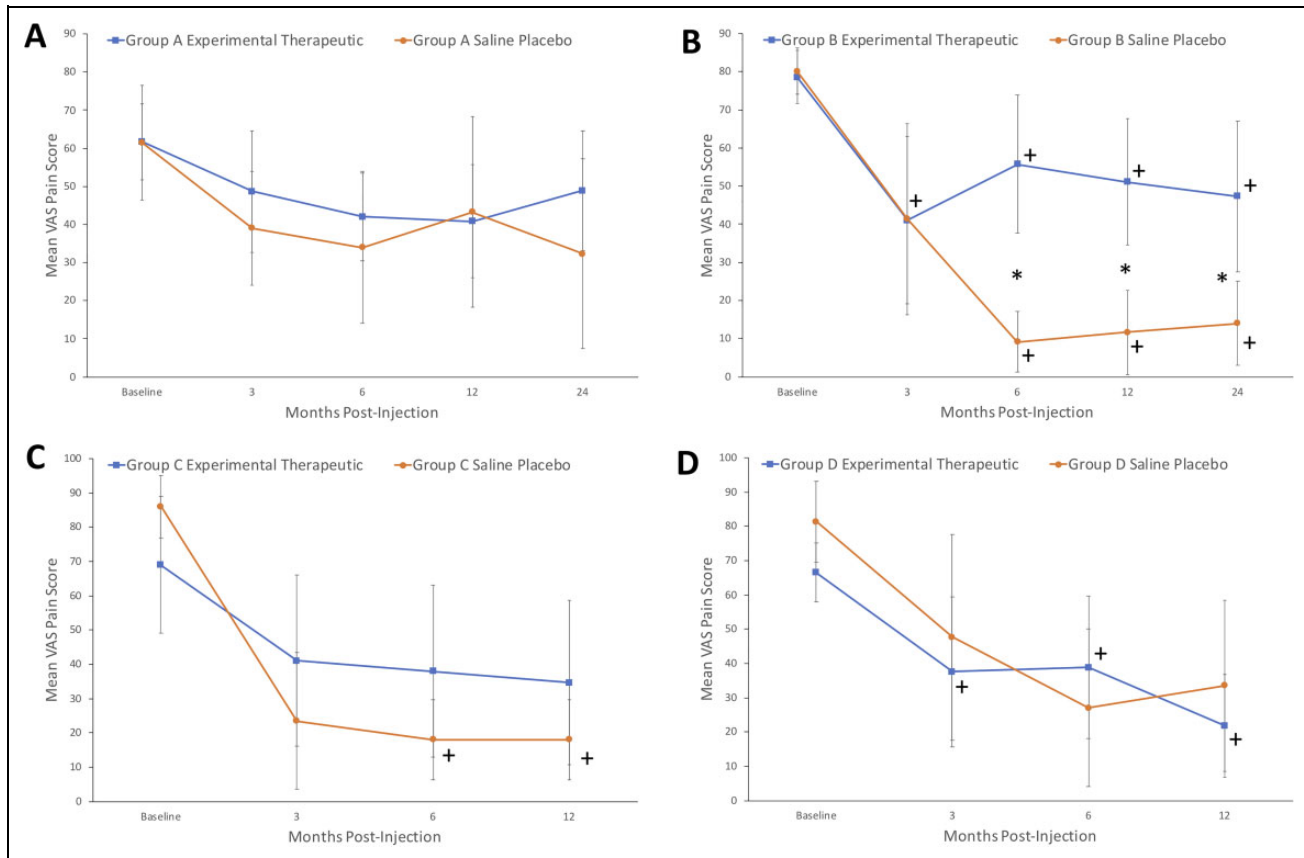 A
Group A Experimental Therapeutic Group A Saline Placebo
90
80
70
60
50
40
30
20
10
0
Mean VAS Pain Score
Baseline 3 6 12 24
Months Post-Injection
B
Group B Experimental Therapeutic Group B Saline Placebo
90
80
70
60
50
40
30
20
10
0
Mean VAS Pain Score
+
+ + +
* * *
+ + +
Baseline 3 6 12 24
Months Post-Injection
C
Group C Experimental Therapeutic Group C Saline Placebo
100
90
80
70
60
50
40
30
20
10
0
Mean VAS Pain Score
+ +
Baseline 3 6 12
Months Post-Injection
D
Group D Experimental Therapeutic Group D Saline Placebo
100
90
80
70
60
50
40
30
20
10
0
Mean VAS Pain Score
+ + +
Baseline 3 6 12
Months Post-Injection